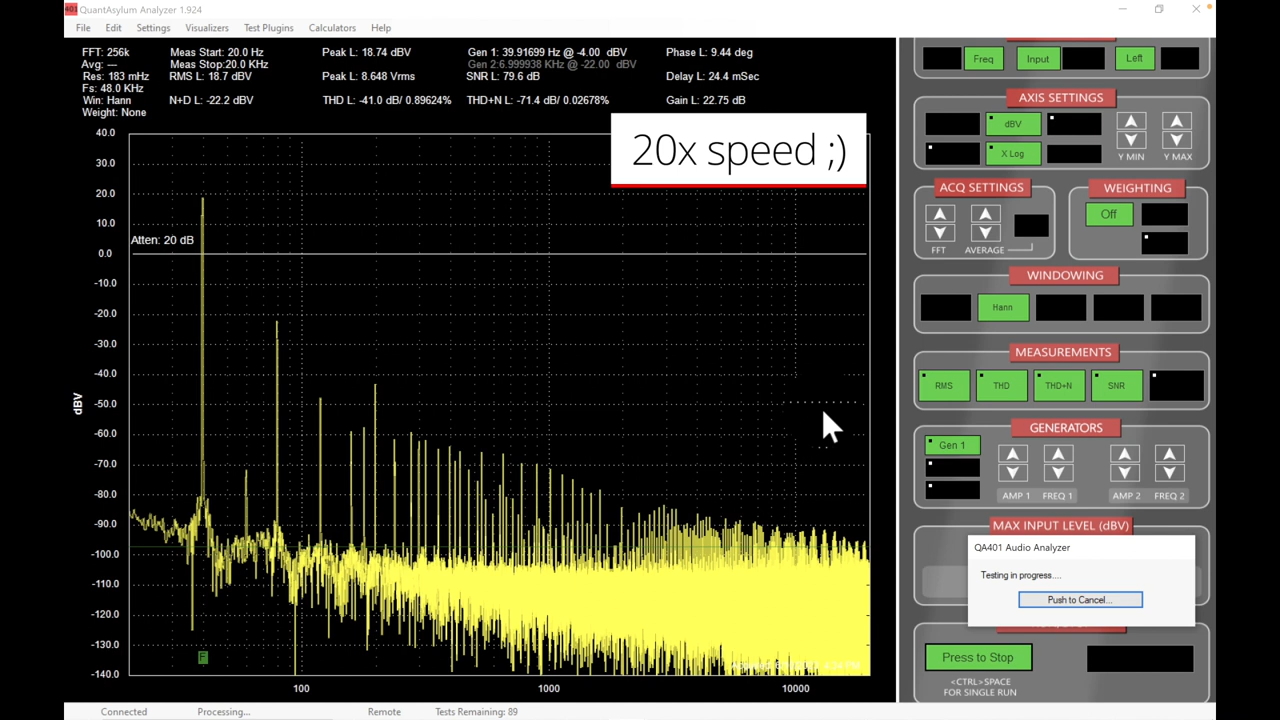 401 QuantAsylum Analyzer 1.924
File Edit Settings Visualizers Test Plugins Calculators Help
FFT: 256k Meas Start: 20.0 Hz Peak L: 18.74 dBV Gen 1: 39.91699 Hz @ -4.00 dBV Phase L: 9.44 deg
Avg: --- Meas Stop:20.0 KHz Gen 2:6.999938 KHz @ -22.00 dBV
Res: 183 mHz RMS L: 18.7 dBV Peak L: 8.648 Vrms SNR L: 79.6 dB Delay L: 24.4 mSec
Fs: 48.0 KHz
Win: Hann N+D L: -22.2 dBV THD L: -41.0 dB/ 0.89624% THD+N L: -71.4 dB/ 0.02678% Gain L: 22.75 dB
Weight: None
20x speed ;)
40.0
30.0
20.0
10.0
Atten: 20 dB
0.0
-10.0
-20.0
-30.0
-40.0
-50.0
-60.0
-70.0
-80.0
-90.0
-100.0
-110.0
-120.0
-130.0
-140.0
dBV
F
100 1000 10000
Freq Input Left
AXIS SETTINGS
dBV
X Log
Y MIN Y MAX
ACQ SETTINGS
FFT AVERAGE
WEIGHTING
Off
WINDOWING
Hann
MEASUREMENTS
RMS THD THD+N SNR
GENERATORS
Gen 1
AMP 1 FREQ 1 AMP 2 FREQ 2
MAX INPUT LEVEL (dBV)
QA401 Audio Analyzer
Testing in progress....
Push to Cancel...
Press to Stop
<CTRL>SPACE
FOR SINGLE RUN
Connected Processing... Remote Tests Remaining: 89